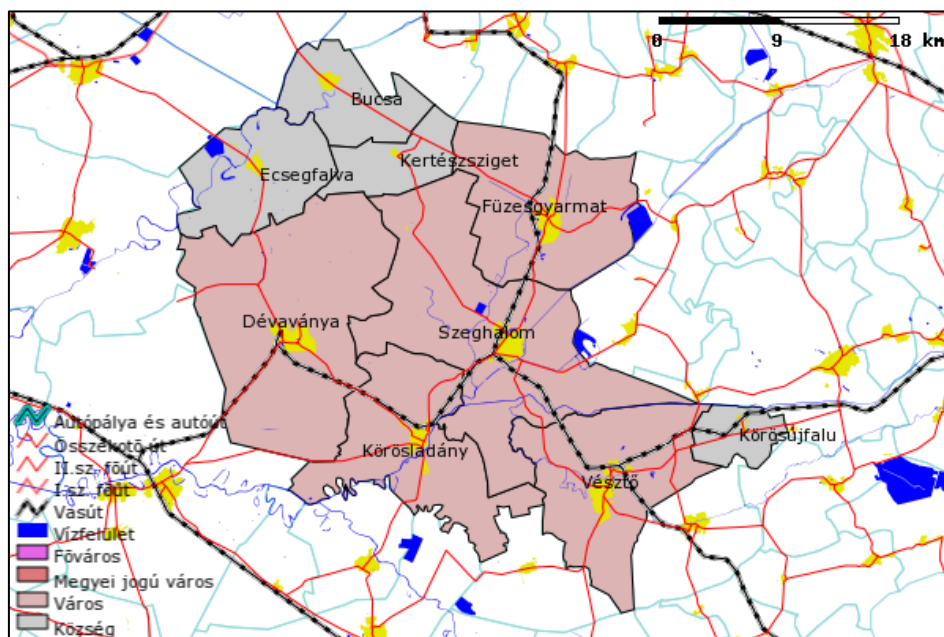 0 9 18 km
Bucsa
Kertészsziget
Ecsegfalva
Füzesgyarmat
Dévaványa
Szeghalom
Körösladány
Körösújfalu
Vésztő
Autópálya és autóút
Összekötő út
II.sz. főút
I.sz. főút
Vasút
Vízfelület
Főváros
Megyei jogú város
Város
Község